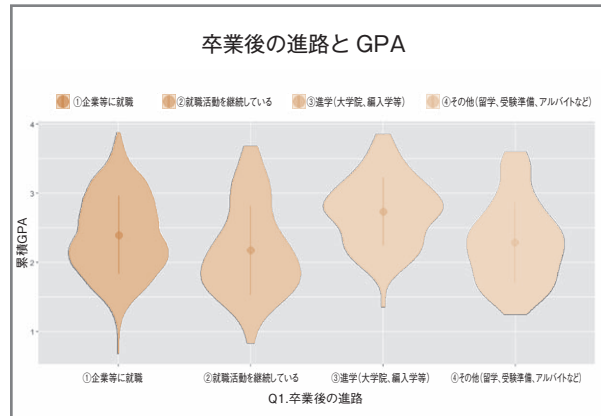 卒業後の進路と GPA
①企業等に就職 ②就職活動を継続している ③進学(大学院、編入学等) ④その他(留学、受験準備、アルバイトなど)
4
3
2
1
累積GPA
①企業等に就職 ②就職活動を継続している ③進学(大学院、編入学等) ④その他(留学、受験準備、アルバイトなど)
Q1.卒業後の進路